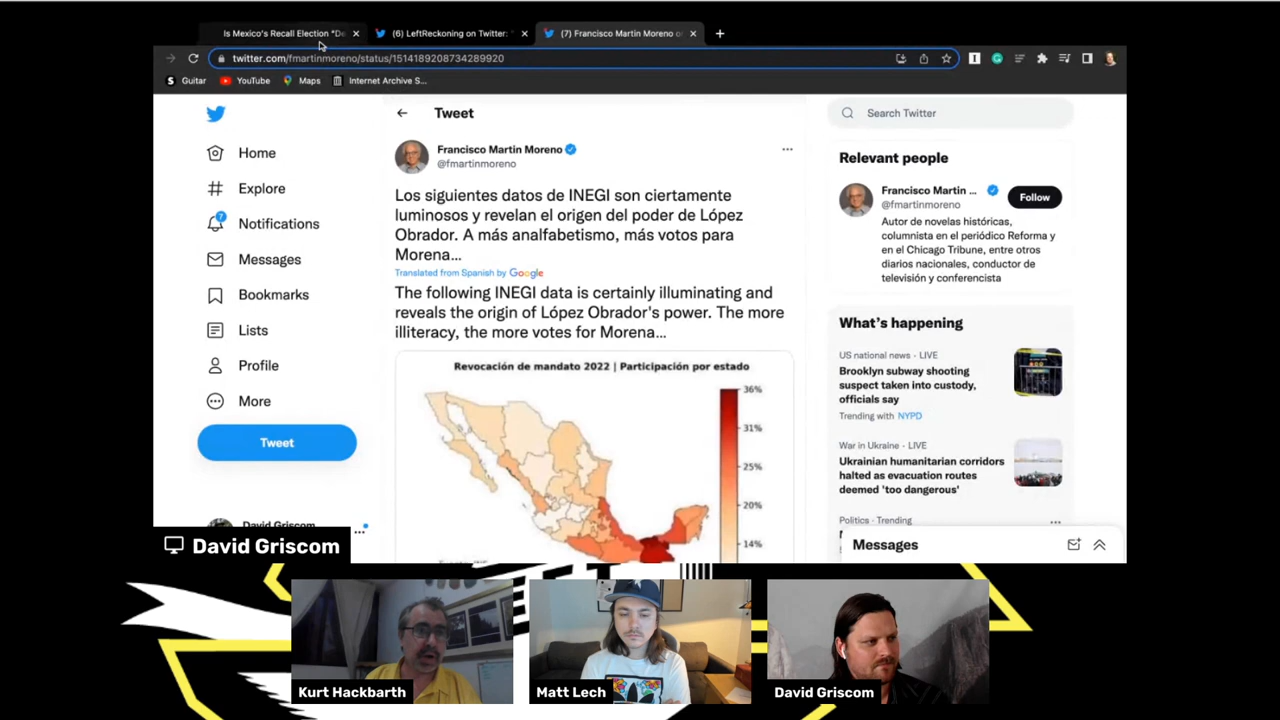 Is Mexico's Recall Election "De
(6) LeftReckoning on Twitter: "
(7) Francisco Martin Moreno o
twitter.com/fmartinmoreno/status/1514189208734289920
Guitar
YouTube
Maps
Internet Archive S...
Tweet
Search Twitter
Home
Explore
7
Notifications
Messages
Bookmarks
Lists
Profile
More
Tweet
David Griscom
Francisco Martin Moreno
@fmartinmoreno
Los siguientes datos de INEGI son ciertamente
luminosos y revelan el origen del poder de López
Obrador. A más analfabetismo, más votos para
Morena...
Translated from Spanish by Google
The following INEGI data is certainly illuminating and
reveals the origin of López Obrador's power. The more
illiteracy, the more votes for Morena...
Revocación de mandato 2022 | Participación por estado
36%
31%
25%
20%
14%
Relevant people
Francisco Martin ...
@fmartinmoreno
Follow
Autor de novelas históricas,
columnista en el periódico Reforma y
en el Chicago Tribune, entre otros
diarios nacionales, conductor de
televisión y conferencista
What's happening
US national news · LIVE
Brooklyn subway shooting
suspect taken into custody,
officials say
Trending with NYPD
War in Ukraine · LIVE
Ukrainian humanitarian corridors
halted as evacuation routes
deemed 'too dangerous'
Politics · Trending
Messages
David Griscom
Kurt Hackbarth
Matt Lech
David Griscom